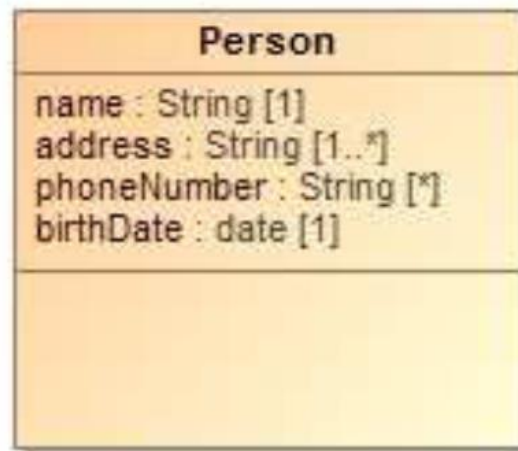 Person
name : String [1]
address : String [1..*]
phoneNumber : String [*]
birthDate : date [1]